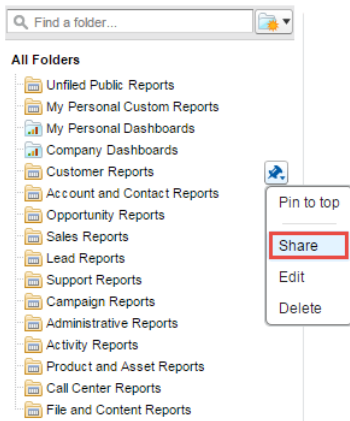 Find a folder...
All Folders
Unfiled Public Reports
My Personal Custom Reports
My Personal Dashboards
Company Dashboards
Customer Reports
Account and Contact Reports
Pin to top
Opportunity Reports
Sales Reports
Share
Lead Reports
Support Reports
Edit
Campaign Reports
Delete
Administrative Reports
Activity Reports
Product and Asset Reports
Call Center Reports
File and Content Reports